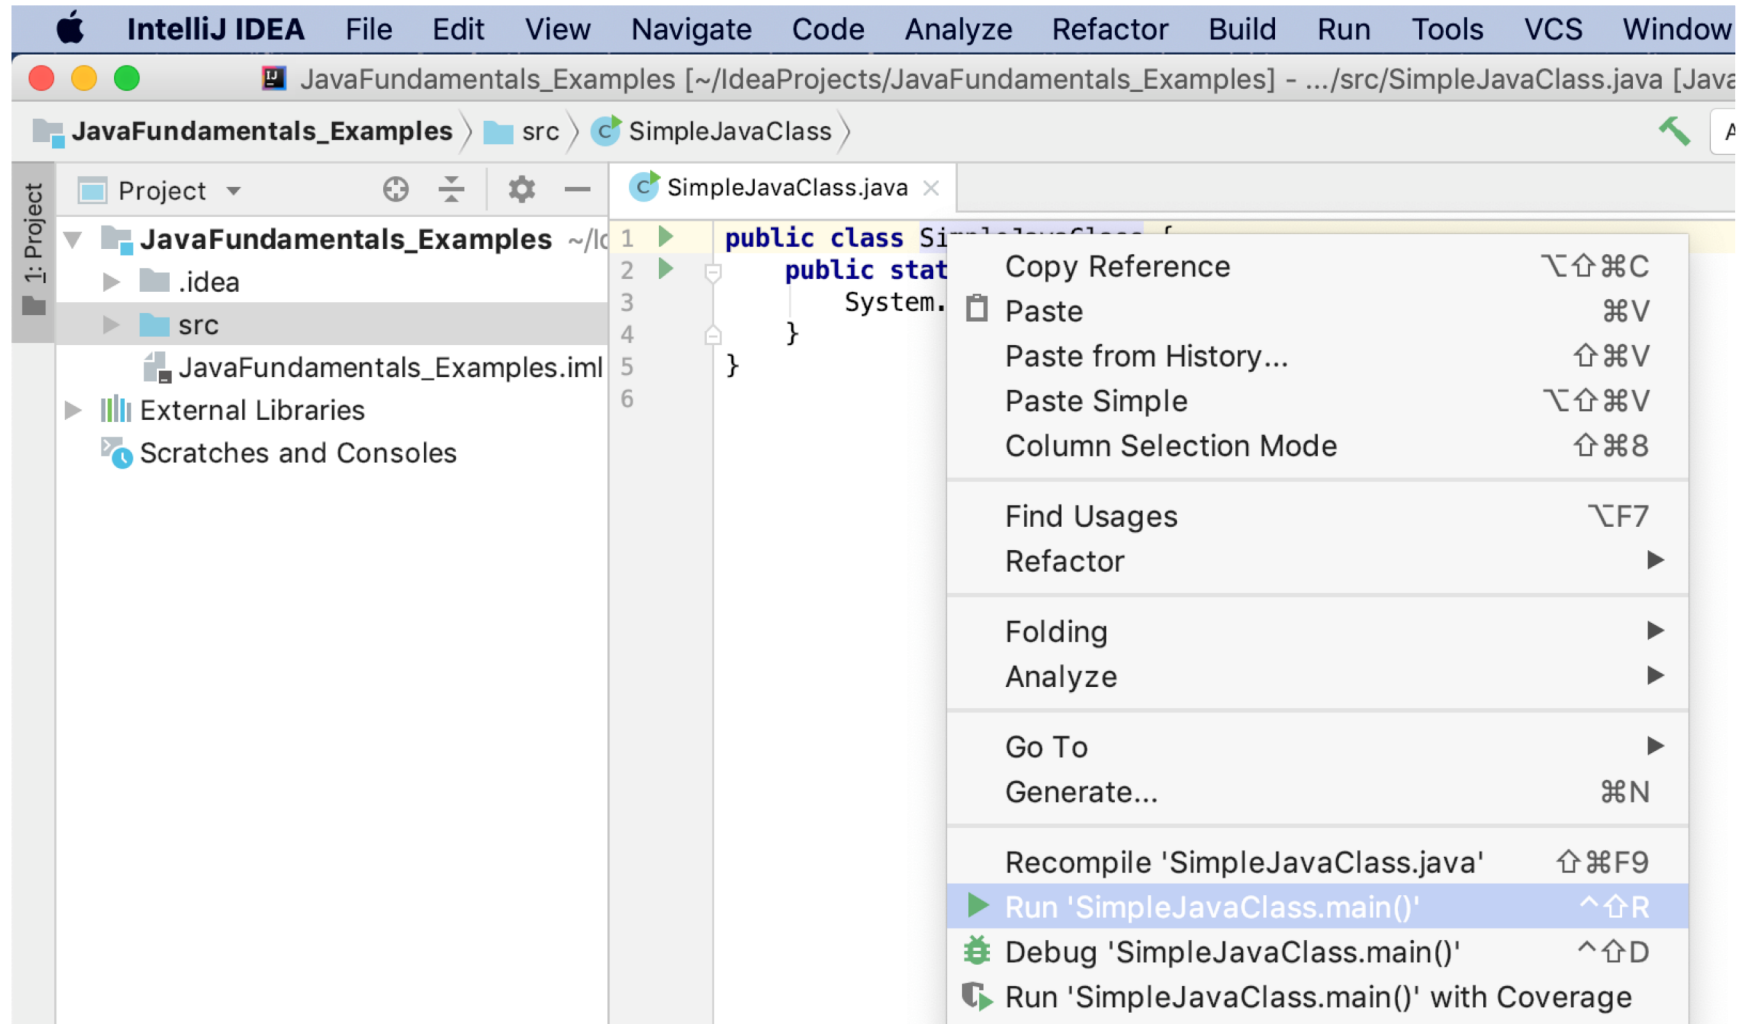 IntelliJ IDEA File Edit View Navigate Code Analyze Refactor Build Run Tools VCS Window
JavaFundamentals_Examples [~/IdeaProjects/JavaFundamentals_Examples] - .../src/SimpleJavaClass.java [Java
JavaFundamentals_Examples src SimpleJavaClass
1: Project
Project
JavaFundamentals_Examples
.idea
src
JavaFundamentals_Examples.iml
External Libraries
Scratches and Consoles
SimpleJavaClass.java
1 public class SimpleJavaClass {
2 public stat
3 System.
4 }
5 }
6
Copy Reference ⌥⇧⌘C
Paste ⌘V
Paste from History... ⇧⌘V
Paste Simple ⌥⇧⌘V
Column Selection Mode ⇧⌘8
Find Usages ⌥F7
Refactor
Folding
Analyze
Go To
Generate... ⌘N
Recompile 'SimpleJavaClass.java' ⇧⌘F9
Run 'SimpleJavaClass.main()' ^⇧R
Debug 'SimpleJavaClass.main()' ^⇧D
Run 'SimpleJavaClass.main()' with Coverage